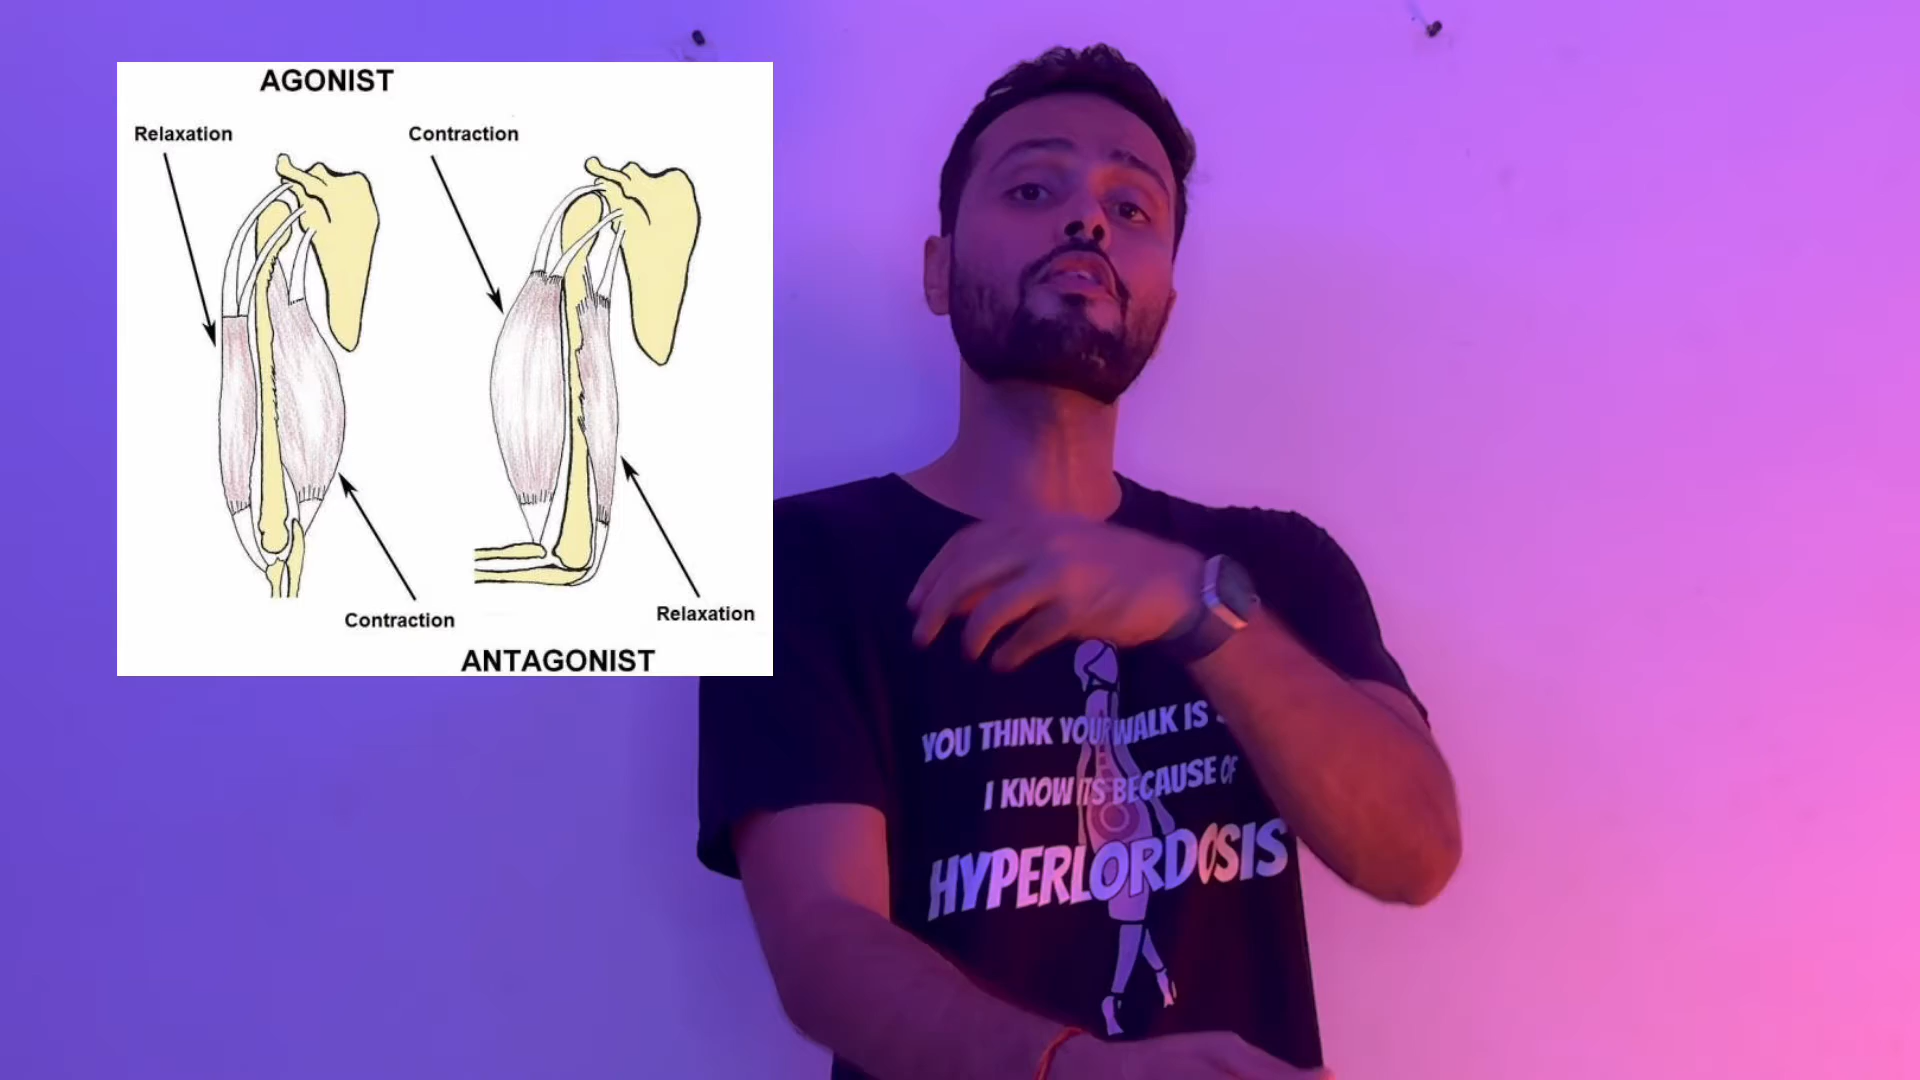 AGONIST
Relaxation
Contraction
Contraction
Relaxation
ANTAGONIST
YOU THINK YOUR WALK IS
I KNOW ITS BECAUSE OF
HYPERLORDOSIS